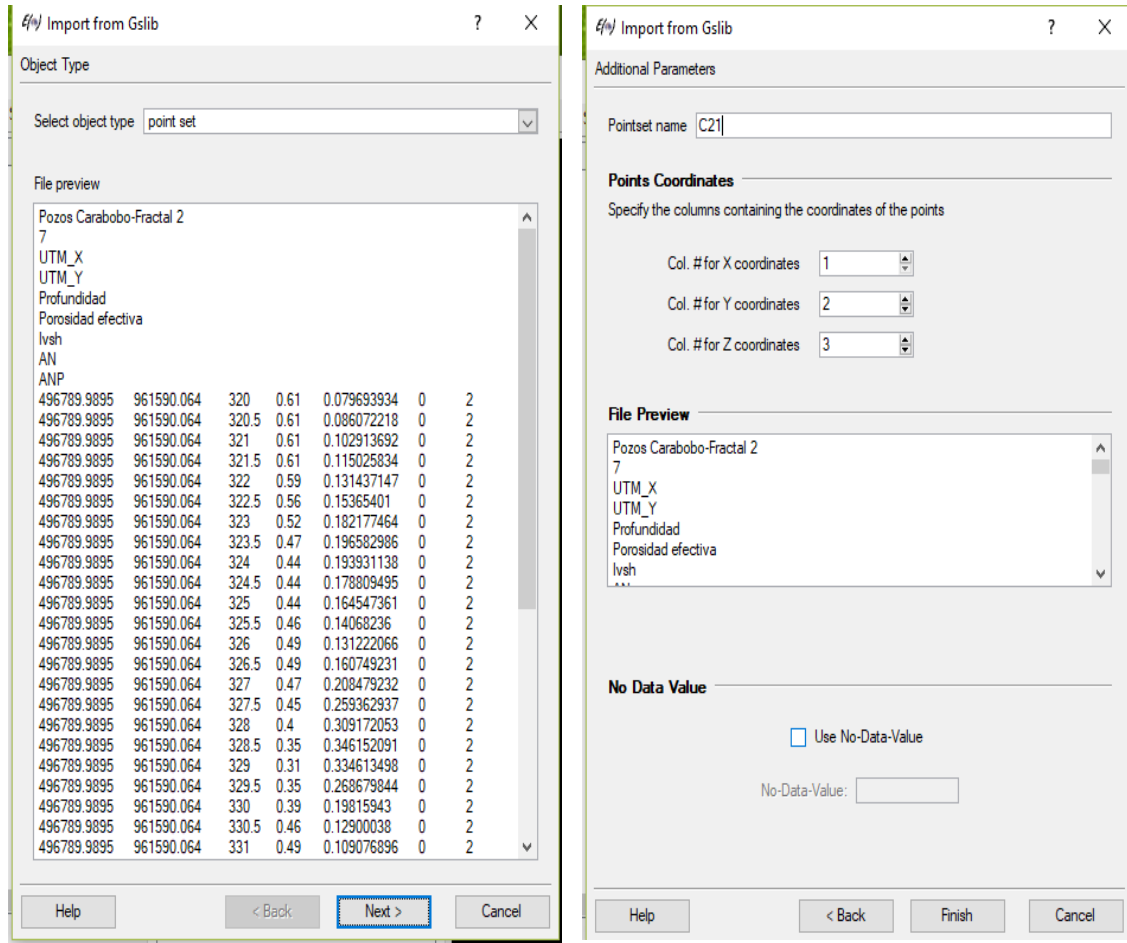 Import from Gslib ? X
Object Type
Select object type point set
File preview
Pozos Carabobo-Fractal 2
7
UTM_X
UTM_Y
Profundidad
Porosidad efectiva
Ivsh
AN
ANP
496789.9895 961590.064 320 0.61 0.079693934 0 2
496789.9895 961590.064 320.5 0.61 0.086072218 0 2
496789.9895 961590.064 321 0.61 0.102913692 0 2
496789.9895 961590.064 321.5 0.61 0.115025834 0 2
496789.9895 961590.064 322 0.59 0.131437147 0 2
496789.9895 961590.064 322.5 0.56 0.15365401 0 2
496789.9895 961590.064 323 0.52 0.182177464 0 2
496789.9895 961590.064 323.5 0.47 0.196582986 0 2
496789.9895 961590.064 324 0.44 0.193931138 0 2
496789.9895 961590.064 324.5 0.44 0.178809495 0 2
496789.9895 961590.064 325 0.44 0.164547361 0 2
496789.9895 961590.064 325.5 0.46 0.14068236 0 2
496789.9895 961590.064 326 0.49 0.131222066 0 2
496789.9895 961590.064 326.5 0.49 0.160749231 0 2
496789.9895 961590.064 327 0.47 0.208479232 0 2
496789.9895 961590.064 327.5 0.45 0.259362937 0 2
496789.9895 961590.064 328 0.4 0.309172053 0 2
496789.9895 961590.064 328.5 0.35 0.346152091 0 2
496789.9895 961590.064 329 0.31 0.334613498 0 2
496789.9895 961590.064 329.5 0.35 0.268679844 0 2
496789.9895 961590.064 330 0.39 0.19815943 0 2
496789.9895 961590.064 330.5 0.46 0.12900038 0 2
496789.9895 961590.064 331 0.49 0.109076896 0 2
Help < Back Next > Cancel
Import from Gslib ? X
Additional Parameters
Pointset name C21
Points Coordinates
Specify the columns containing the coordinates of the points
Col. # for X coordinates 1
Col. # for Y coordinates 2
Col. # for Z coordinates 3
File Preview
Pozos Carabobo-Fractal 2
7
UTM_X
UTM_Y
Profundidad
Porosidad efectiva
Ivsh
No Data Value
Use No-Data-Value
No-Data-Value:
Help < Back Finish Cancel